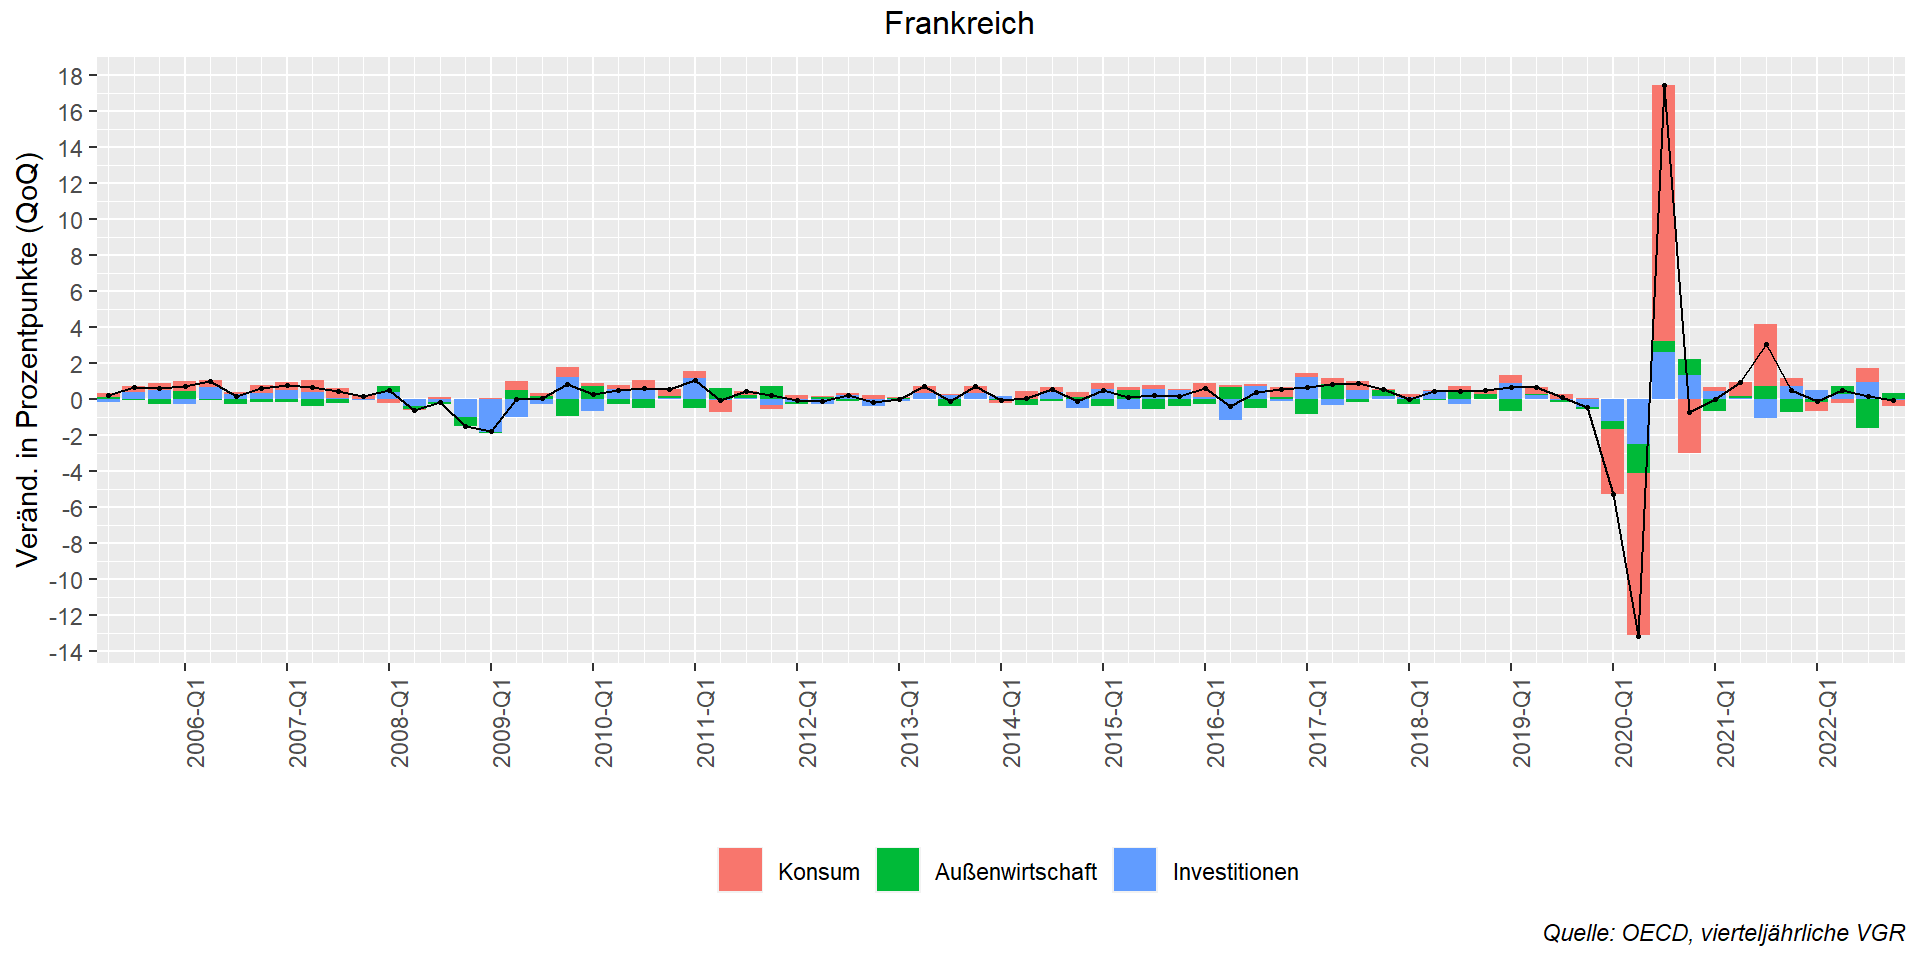 Frankreich
Veränd. in Prozentpunkte (QoQ)
18
16
14
12
10
8
6
4
2
0
-2
-4
-6
-8
-10
-12
-14
2006-Q1
2007-Q1
2008-Q1
2009-Q1
2010-Q1
2011-Q1
2012-Q1
2013-Q1
2014-Q1
2015-Q1
2016-Q1
2017-Q1
2018-Q1
2019-Q1
2020-Q1
2021-Q1
2022-Q1
Konsum Außenwirtschaft Investitionen
Quelle: OECD, vierteljährliche VGR